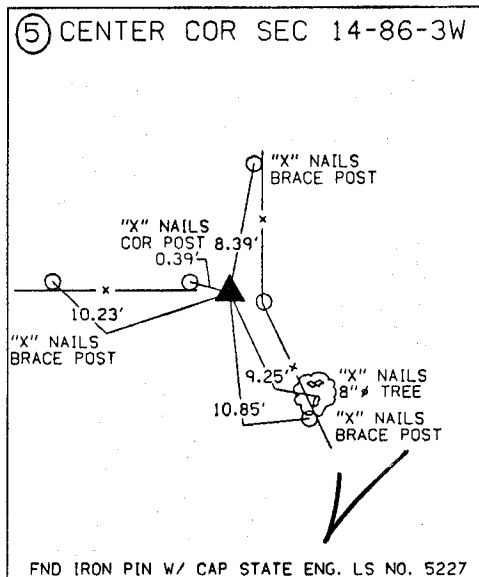 5 CENTER COR SEC 14-86-3W
"X" NAILS
BRACE POST
"X" NAILS
COR POST
8.39'
0.39'
10.23'
"X" NAILS
BRACE POST
9.25'
"X" NAILS
8"ø TREE
10.85'
"X" NAILS
BRACE POST
FND IRON PIN W/ CAP STATE ENG. LS NO. 5227